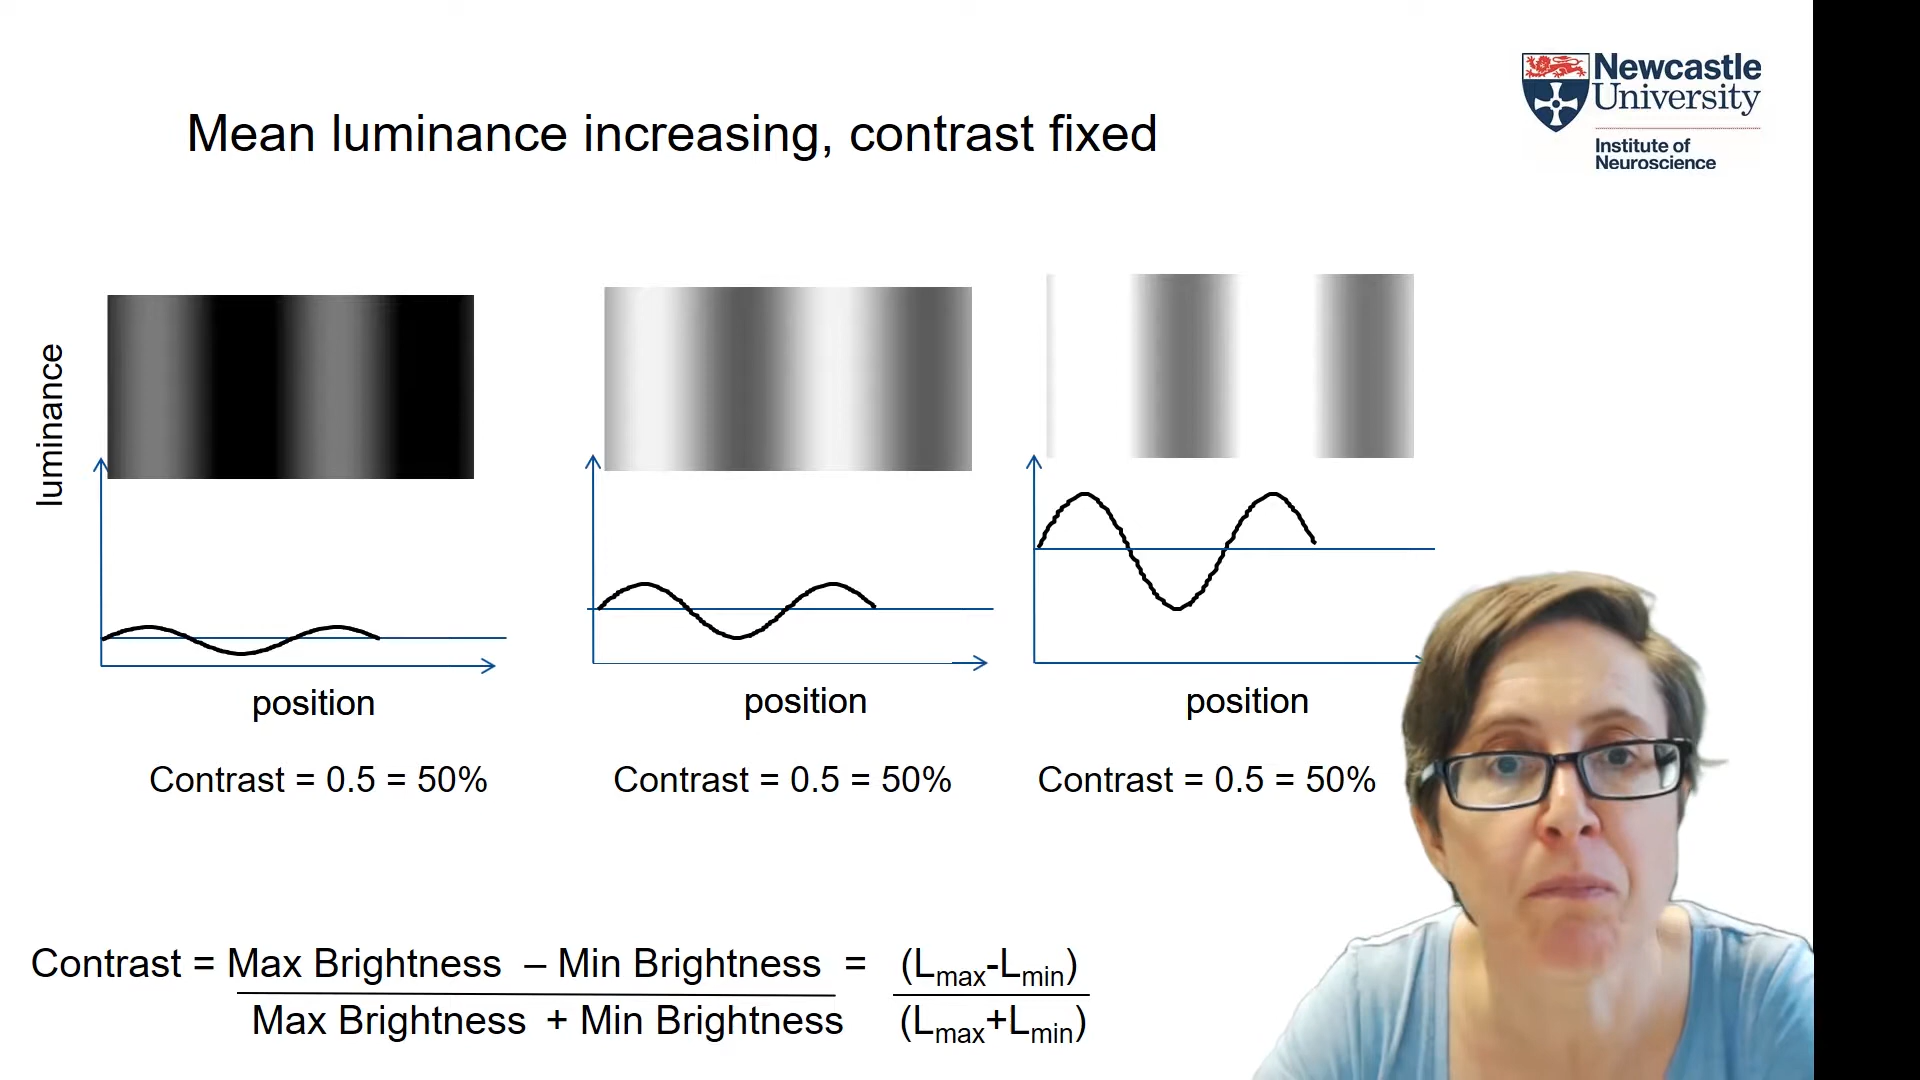 Newcastle
University
Institute of
Neuroscience
Mean luminance increasing, contrast fixed
luminance
position
position
position
Contrast = 0.5 = 50%
Contrast = 0.5 = 50%
Contrast = 0.5 = 50%
Contrast = Max Brightness – Min Brightness = (Lmax-Lmin)
Max Brightness + Min Brightness (Lmax+Lmin)